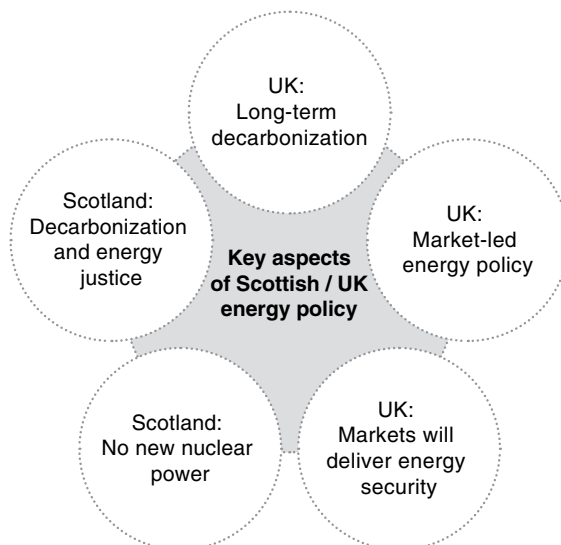 UK:
Long-term
decarbonization
Scotland:
Decarbonization
and energy
justice
UK:
Market-led
energy policy
Key aspects
of Scottish / UK
energy policy
Scotland:
No new nuclear
power
UK:
Markets will
deliver energy
security